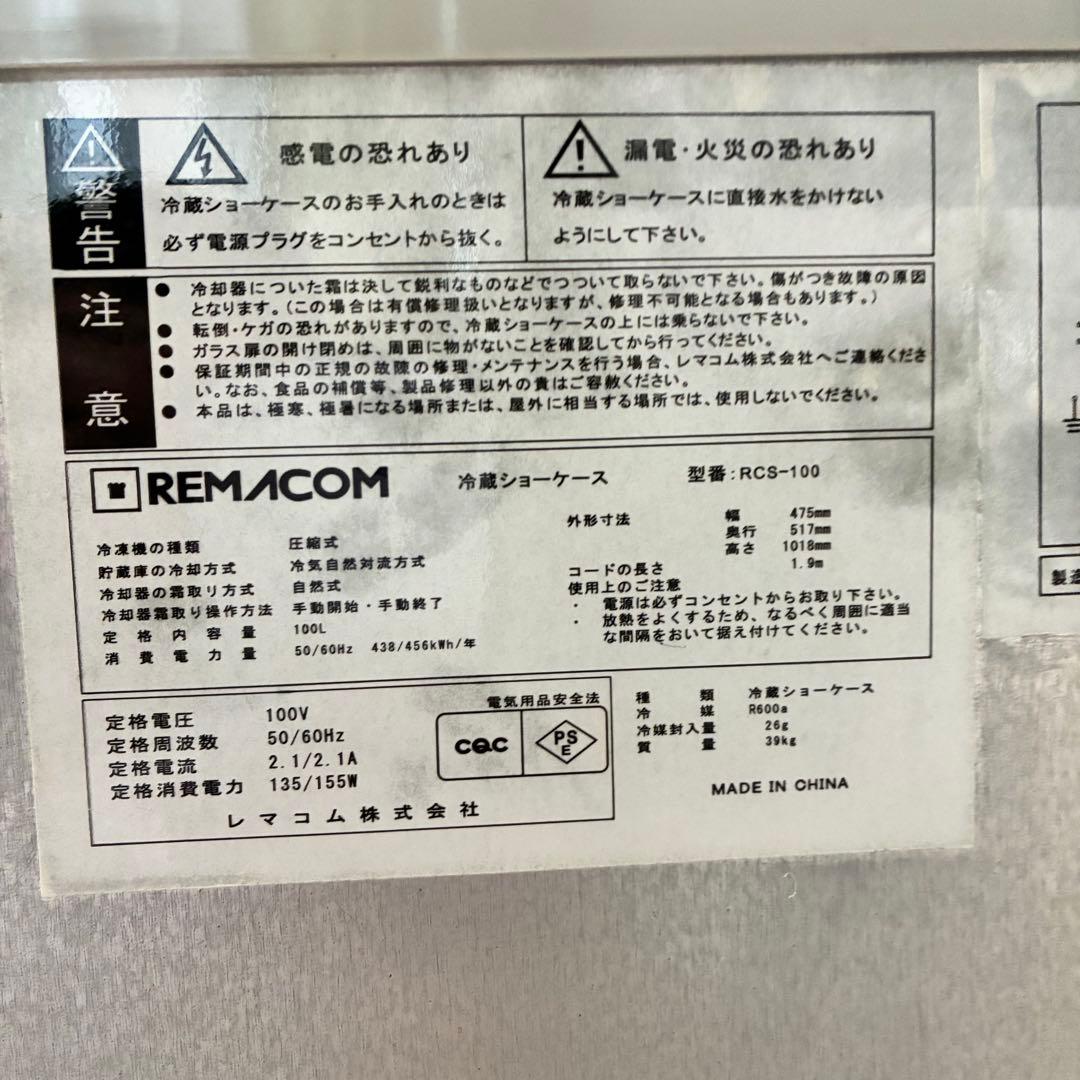 警告
感電の恐れあり
冷蔵ショーケースのお手入れのときは
必ず電源プラグをコンセントから抜く。
漏電・火災の恐れあり
冷蔵ショーケースに直接水をかけない
ようにして下さい。
注意
● 冷却器についた霜は決して鋭利なものなどでつついて取らないで下さい。傷がつき故障の原因
となります。(この場合は有償修理扱いとなりますが、修理不可能となる場合もあります。)
● 転倒・ケガの恐れがありますので、冷蔵ショーケースの上には乗らないで下さい。
● ガラス扉の開け閉めは、周囲に物がないことを確認してから行ってください。
● 保証期間中の正規の故障の修理・メンテナンスを行う場合、レマコム株式会社へご連絡くださ
い。なお、食品の補償等、製品修理以外の責はご容赦ください。
● 本品は、極寒、極暑になる場所または、屋外に相当する場所では、使用しないでください。
REMACOM 冷蔵ショーケース 型番:RCS-100
冷凍機の種類 圧縮式
貯蔵庫の冷却方式 冷気自然対流方式
冷却器の霜取り方式 自然式
冷却器霜取り操作方法 手動開始・手動終了
定格内容量 100L
消費電力量 50/60Hz 438/456kWh/年
外形寸法 幅 475mm
奥行 517mm
高さ 1018mm
コードの長さ 1.9m
使用上のご注意
・ 電源は必ずコンセントからお取り下さい。
・ 放熱をよくするため、なるべく周囲に適当
な間隔をおいて据え付けてください。
定格電圧 100V
定格周波数 50/60Hz
定格電流 2.1/2.1A
定格消費電力 135/155W
電気用品安全法
CQC
PS
E
レマコム株式会社
種類 冷蔵ショーケース
冷媒 R600a
冷媒封入量 26g
質量 39kg
MADE IN CHINA
製造